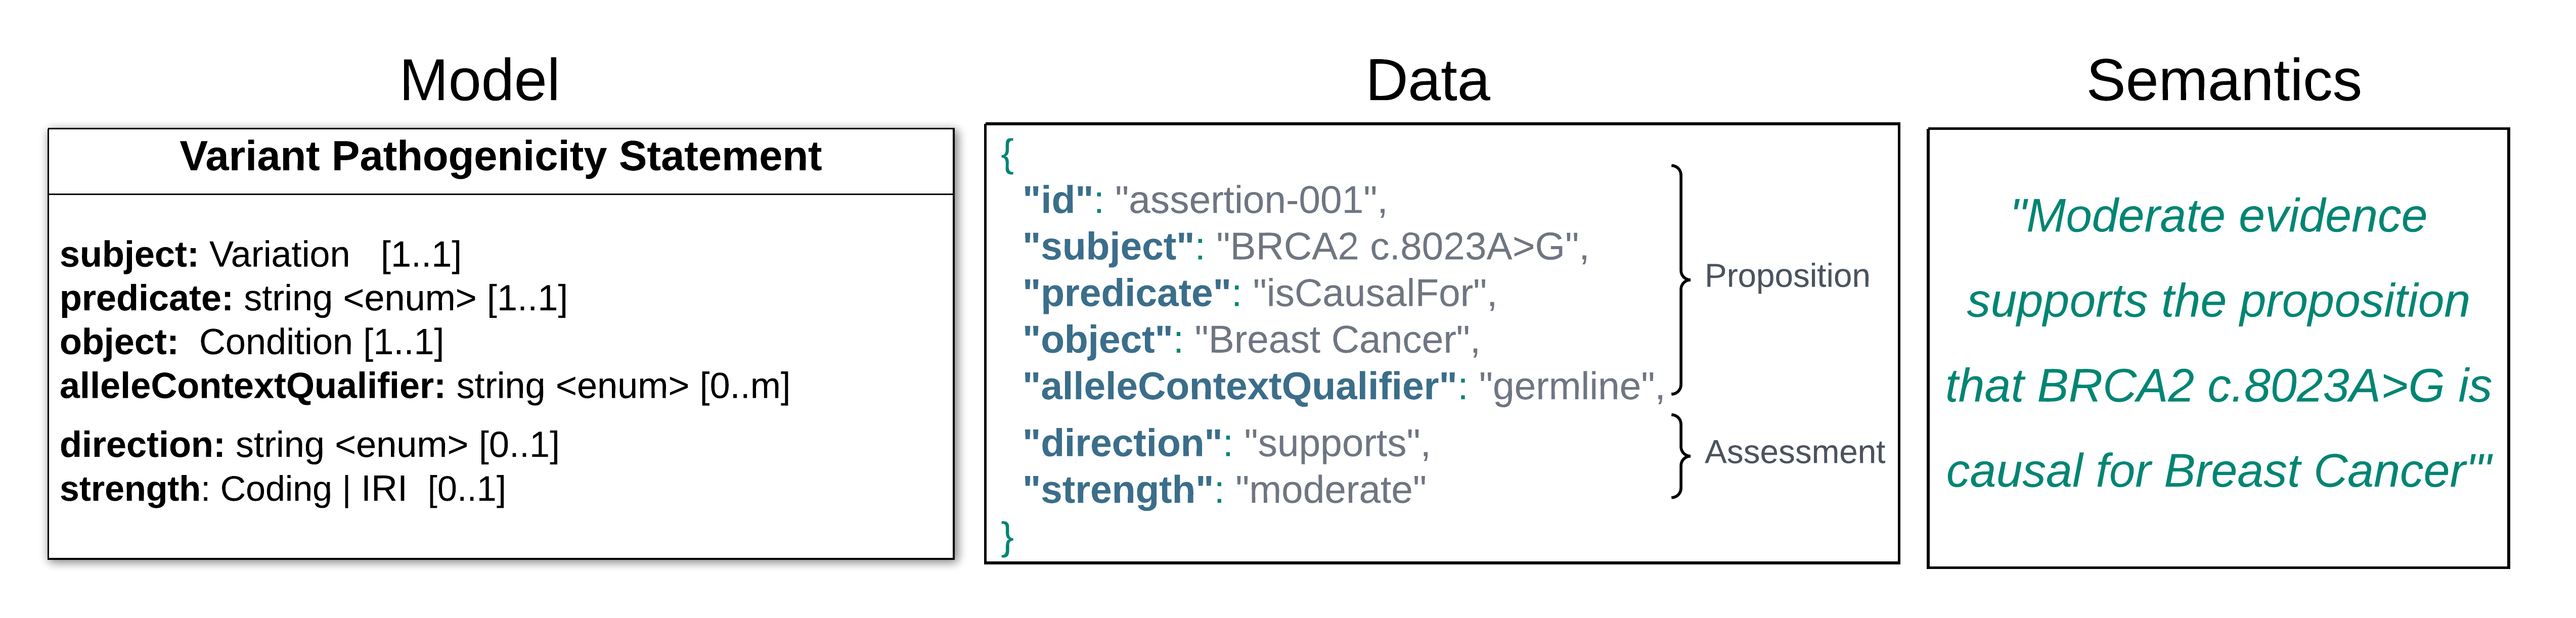 Model
Variant Pathogenicity Statement
subject: Variation [1..1]
predicate: string <enum> [1..1]
object: Condition [1..1]
alleleContextQualifier: string <enum> [0..m]
direction: string <enum> [0..1]
strength: Coding | IRI [0..1]
Data
{
"id": "assertion-001",
"subject": "BRCA2 c.8023A>G",
"predicate": "isCausalFor",
"object": "Breast Cancer",
"alleleContextQualifier": "germline",
"direction": "supports",
"strength": "moderate"
}
Proposition
Assessment
Semantics
"Moderate evidence
supports the proposition
that BRCA2 c.8023A>G is
causal for Breast Cancer'"